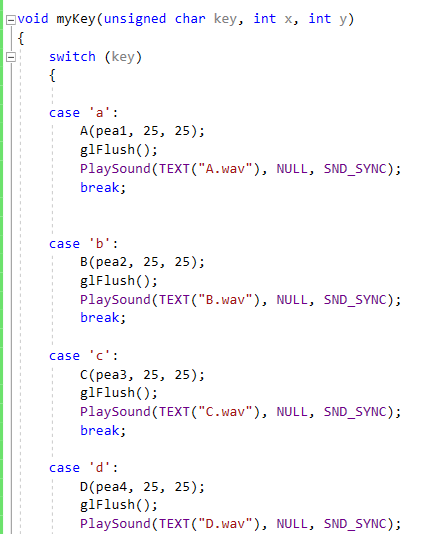 void myKey(unsigned char key, int x, int y)
{
switch (key)
{
case 'a':
A(pea1, 25, 25);
glFlush();
PlaySound(TEXT("A.wav"), NULL, SND_SYNC);
break;
case 'b':
B(pea2, 25, 25);
glFlush();
PlaySound(TEXT("B.wav"), NULL, SND_SYNC);
break;
case 'c':
C(pea3, 25, 25);
glFlush();
PlaySound(TEXT("C.wav"), NULL, SND_SYNC);
break;
case 'd':
D(pea4, 25, 25);
glFlush();
PlaySound(TEXT("D.wav"), NULL, SND_SYNC);